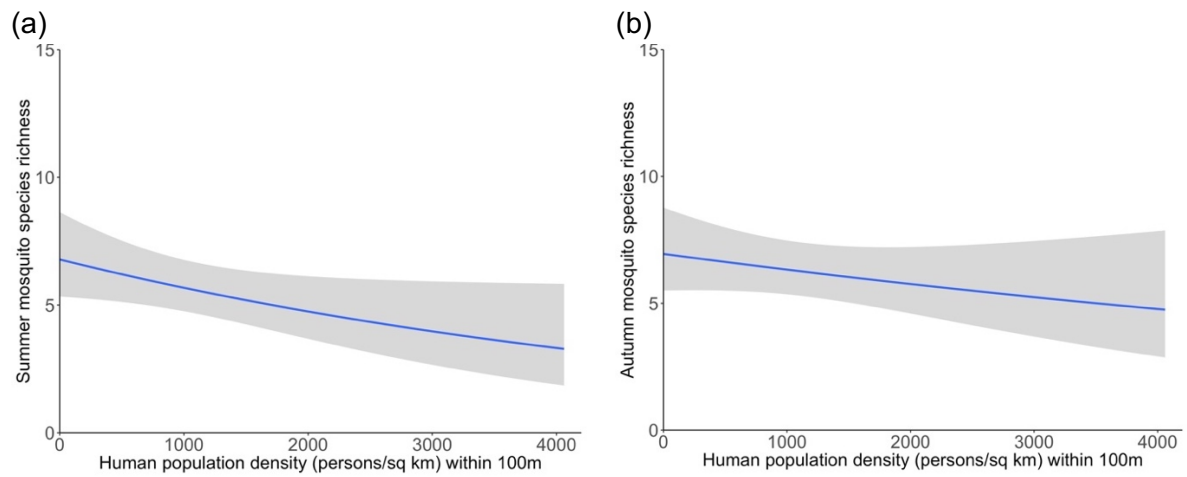 (a)
15
10
5
0
Summer mosquito species richness
0 1000 2000 3000 4000
Human population density (persons/sq km) within 100m
(b)
15
10
5
0
Autumn mosquito species richness
0 1000 2000 3000 4000
Human population density (persons/sq km) within 100m